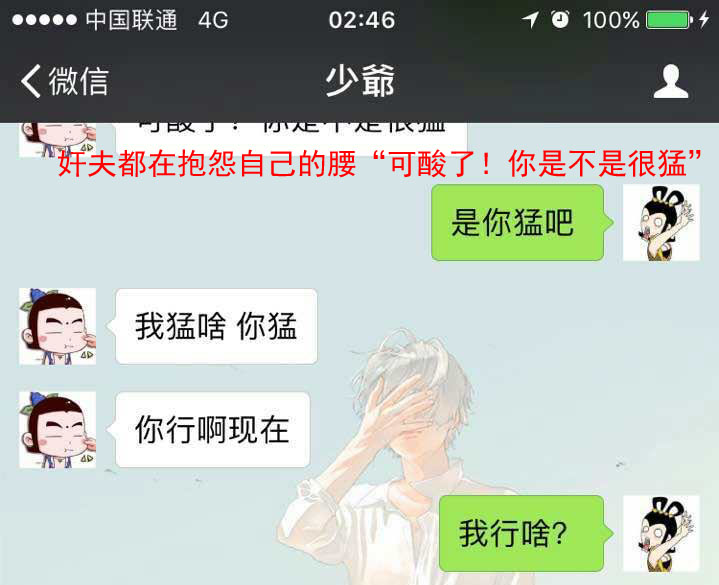 中国联通 4G 02:46 100%
微信 少爺
可酸了！你是不是很猛
奸夫都在抱怨自己的腰“可酸了！你是不是很猛”
是你猛吧
我猛啥 你猛
你行啊现在
我行啥？